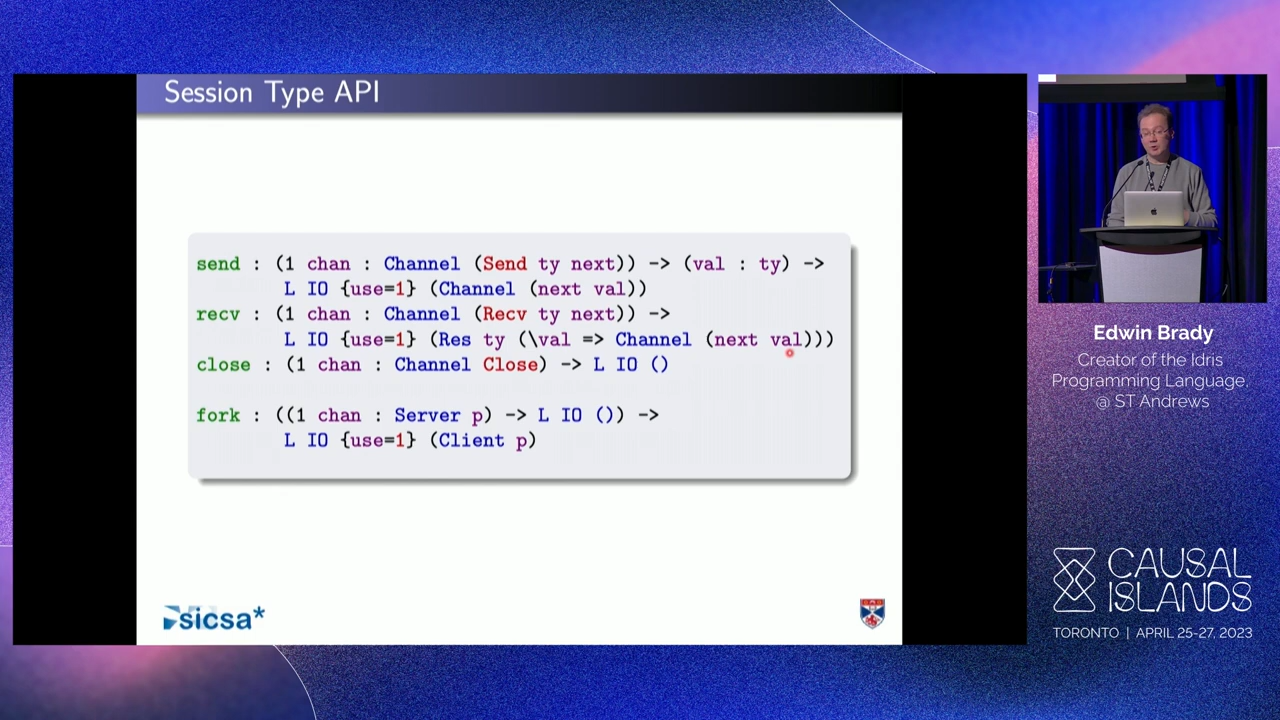 Session Type API
send : (1 chan : Channel (Send ty next)) -> (val : ty) ->
L IO {use=1} (Channel (next val))
recv : (1 chan : Channel (Recv ty next)) ->
L IO {use=1} (Res ty (\val => Channel (next val)))
close : (1 chan : Channel Close) -> L IO ()
fork : ((1 chan : Server p) -> L IO ()) ->
L IO {use=1} (Client p)
sicsa*
Edwin Brady
Creator of the Idris
Programming Language,
@ ST Andrews
CAUSAL
ISLANDS
TORONTO | APRIL 25-27, 2023